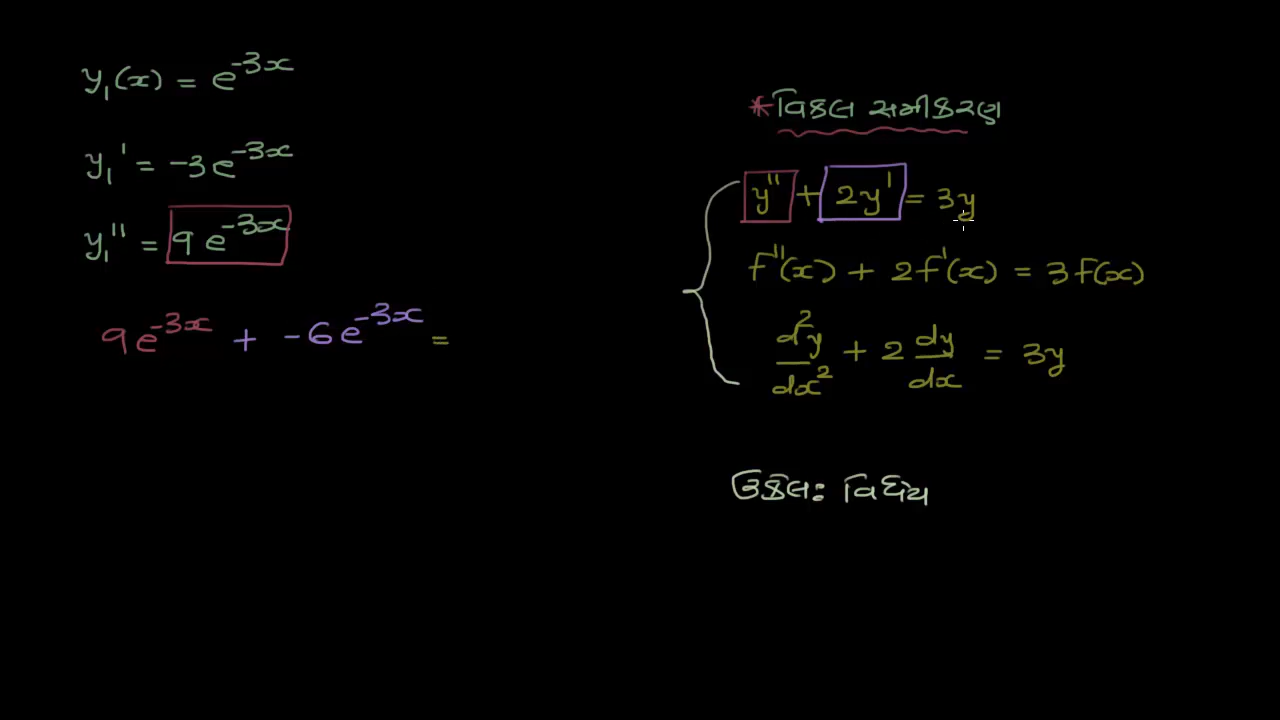 y₁(x) = e⁻³ˣ
y₁' = -3e⁻³ˣ
y₁'' = 9e⁻³ˣ
9e⁻³ˣ + -6e⁻³ˣ =
*વિકલ સમીકરણ
y'' + 2y' = 3y
f''(x) + 2f'(x) = 3f(x)
d²y/dx² + 2 dy/dx = 3y
ઉકેલ: વિધેય